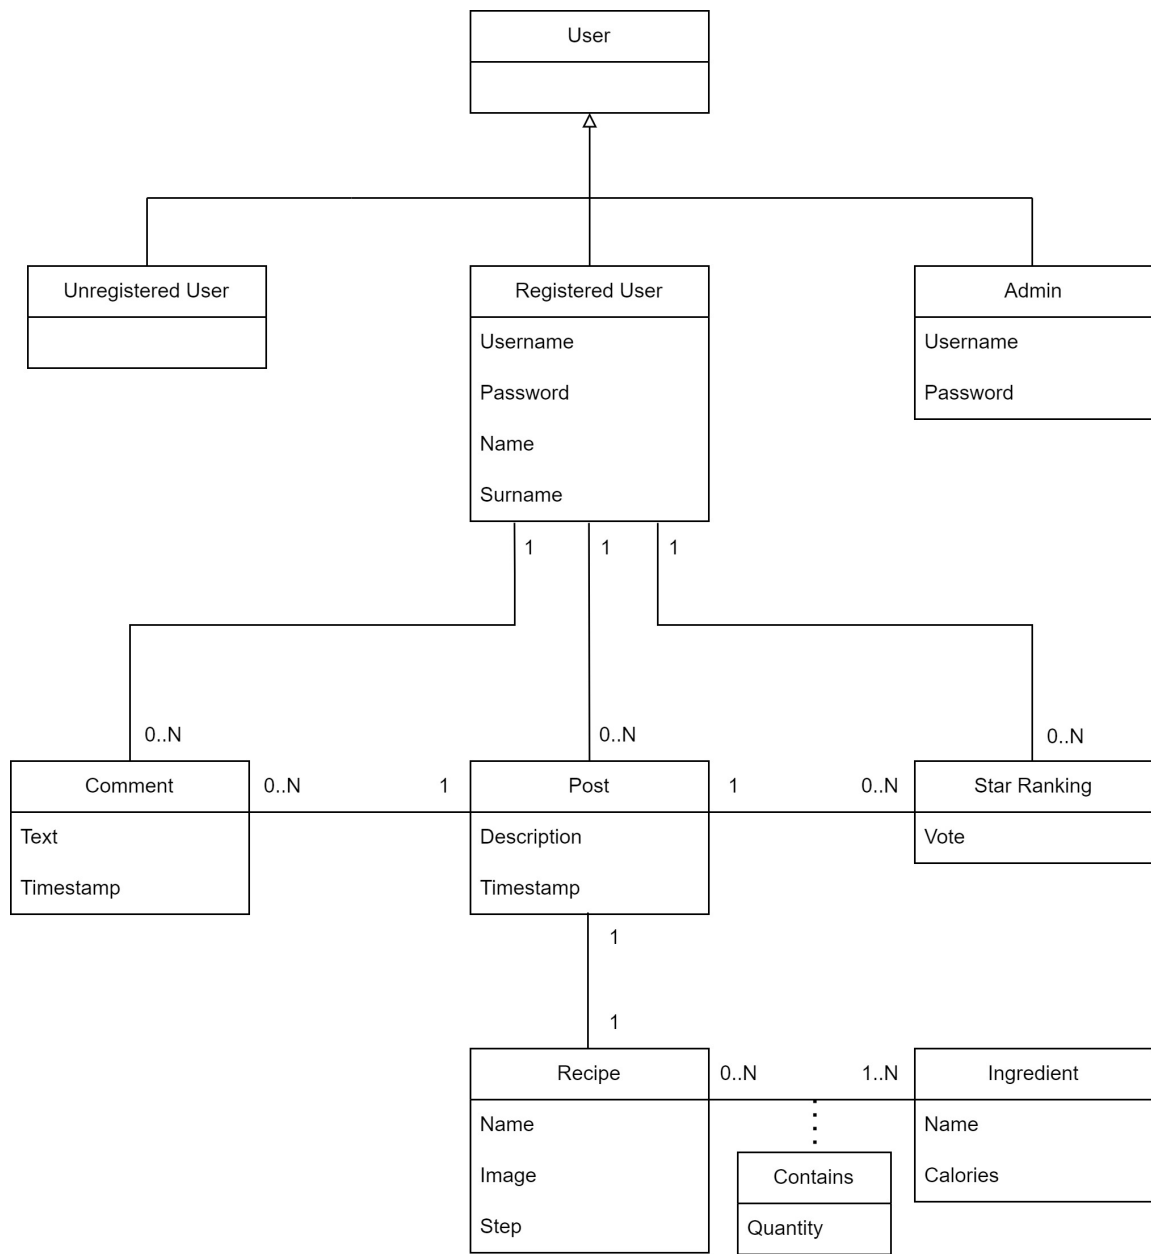 User
Unregistered User
Registered User
Username
Password
Name
Surname
Admin
Username
Password
1
1
1
0..N
0..N
0..N
Comment
Text
Timestamp
0..N
1
Post
Description
Timestamp
1
0..N
Star Ranking
Vote
1
1
Recipe
Name
Image
Step
0..N
1..N
Contains
Quantity
Ingredient
Name
Calories